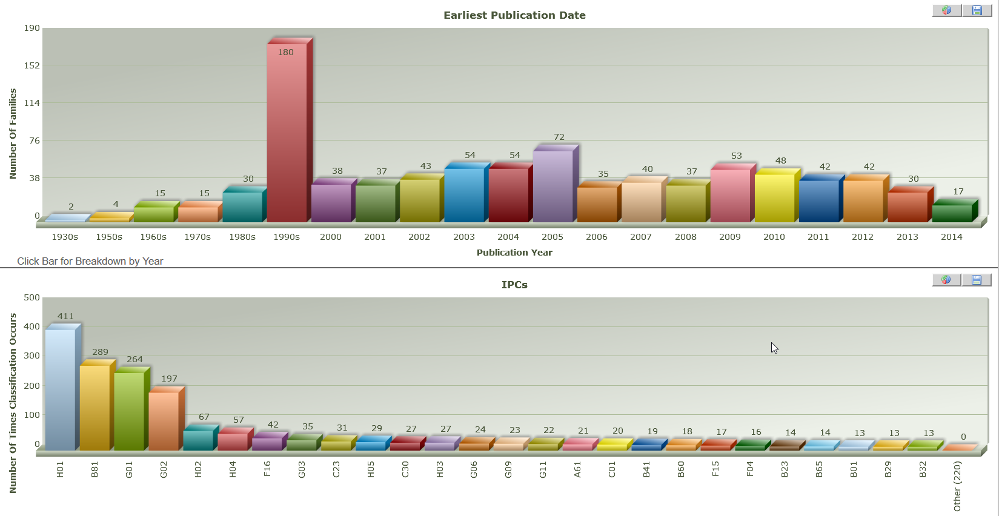 Earliest Publication Date
Number Of Families
190
152
114
76
38
0
2
4
15
15
30
180
38
37
43
54
54
72
35
40
37
53
48
42
42
30
17
1930s 1950s 1960s 1970s 1980s 1990s 2000 2001 2002 2003 2004 2005 2006 2007 2008 2009 2010 2011 2012 2013 2014
Publication Year
Click Bar for Breakdown by Year
IPCs
Number Of Times Classification Occurs
500
400
300
200
100
0
411
289
264
197
67
57
42
35
31
29
27
27
24
23
22
21
20
19
18
17
16
14
14
13
13
13
0
H01
B81
G01
G02
H02
H04
F16
G03
C23
H05
C30
H03
G06
G09
G11
A61
C01
B41
B60
F15
F04
B23
B65
B01
B29
B32
Other (220)